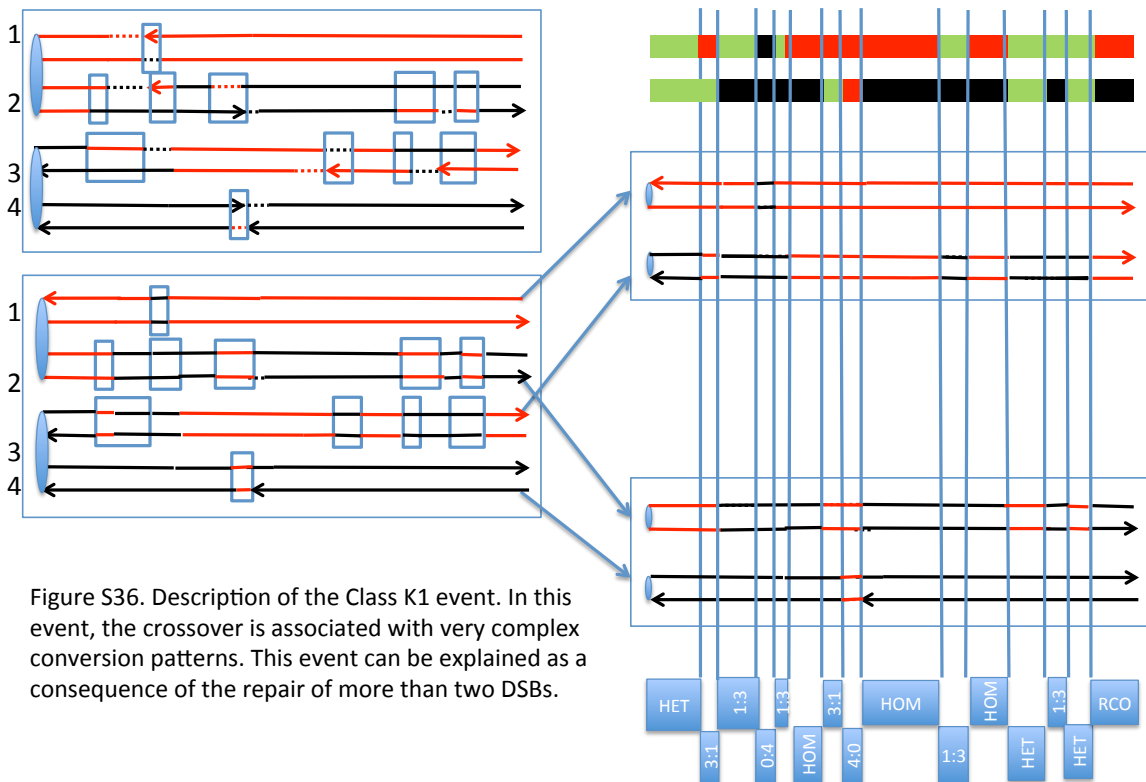 1
2
3
4
1
2
3
4
Figure S36. Description of the Class K1 event. In this
event, the crossover is associated with very complex
conversion patterns. This event can be explained as a
consequence of the repair of more than two DSBs.
HET
3:1
1:3
0:4
1:3
HOM
3:1
4:0
HOM
1:3
HOM
HET
1:3
HET
RCO